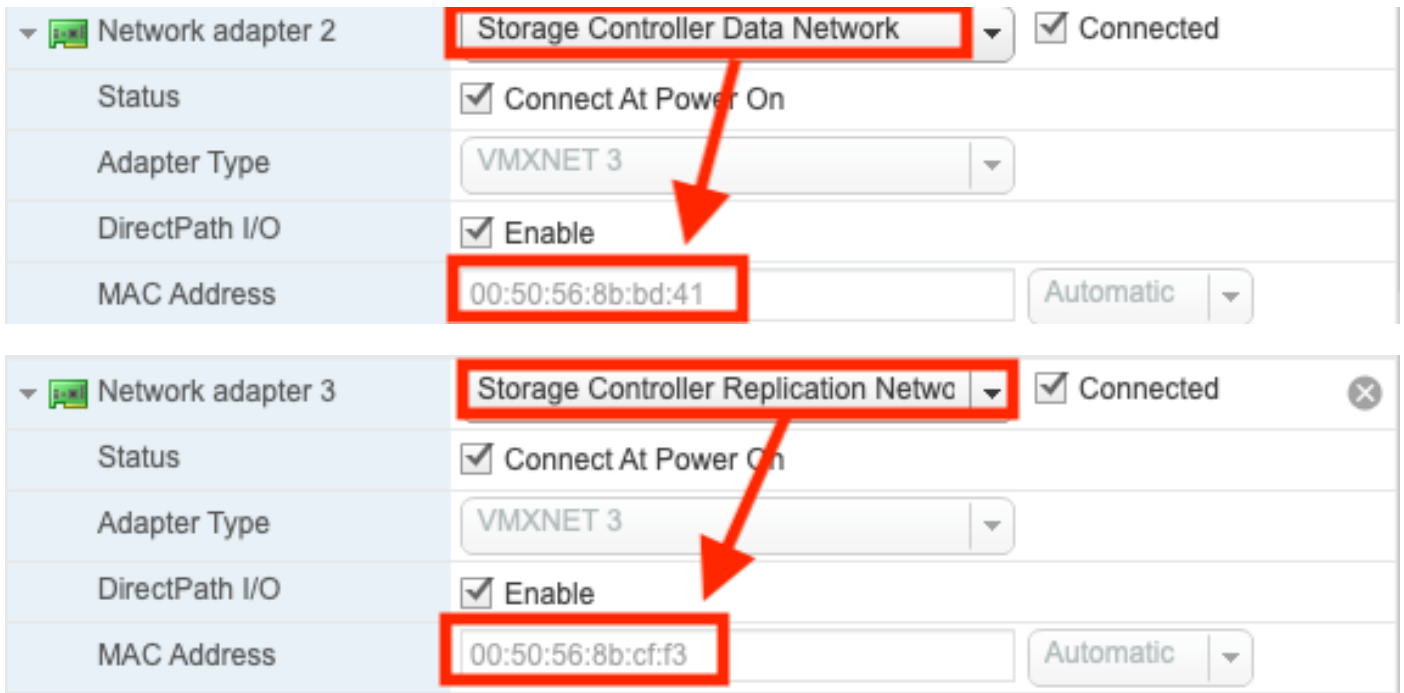 Network adapter 2 Storage Controller Data Network Connected
Status Connect At Power On
Adapter Type VMXNET 3
DirectPath I/O Enable
MAC Address 00:50:56:8b:bd:41 Automatic
Network adapter 3 Storage Controller Replication Netwo Connected
Status Connect At Power On
Adapter Type VMXNET 3
DirectPath I/O Enable
MAC Address 00:50:56:8b:cf:f3 Automatic